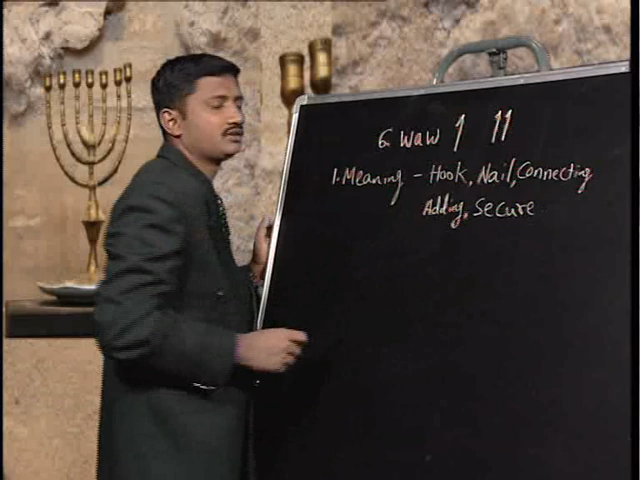 6. waw ו וו
1. Meaning - Hook, Nail, Connecting
Adding, Secure